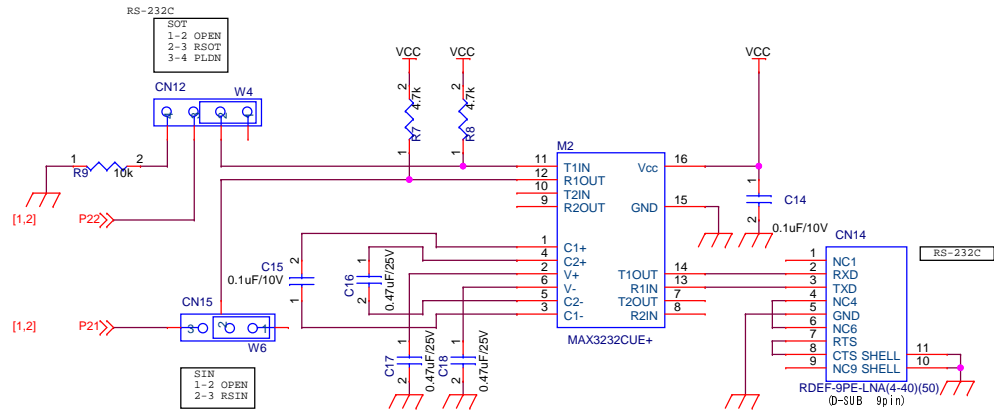 RS-232C
SOT
1-2 OPEN
2-3 RSOT
3-4 PLDN
CN12
W4
4 3 2 1
1 R9 2
10k
[1,2] P22
VCC
2
4.7k
R7
1
VCC
2
4.7k
R8
1
VCC
M2
11 T1IN
12 R1OUT
10 T2IN
9 R2OUT
1 C1+
4 C2+
2 V+
6 V-
5 C2-
3 C1-
Vcc 16
GND 15
T1OUT 14
R1IN 13
T2OUT 7
R2IN 8
MAX3232CUE+
1
C14
2
0.1uF/10V
2
C15
0.1uF/10V
1
1
C16
0.47uF/25V
2
1
C17
0.47uF/25V
2
1
C18
0.47uF/25V
2
CN15
3 2 1
W6
[1,2] P21
SIN
1-2 OPEN
2-3 RSIN
CN14
1 NC1
2 RXD
3 TXD
4 NC4
5 GND
6 NC6
7 RTS
8 CTS SHELL 11
9 NC9 SHELL 10
RDEF-9PE-LNA(4-40)(50)
(D-SUB 9pin)
RS-232C